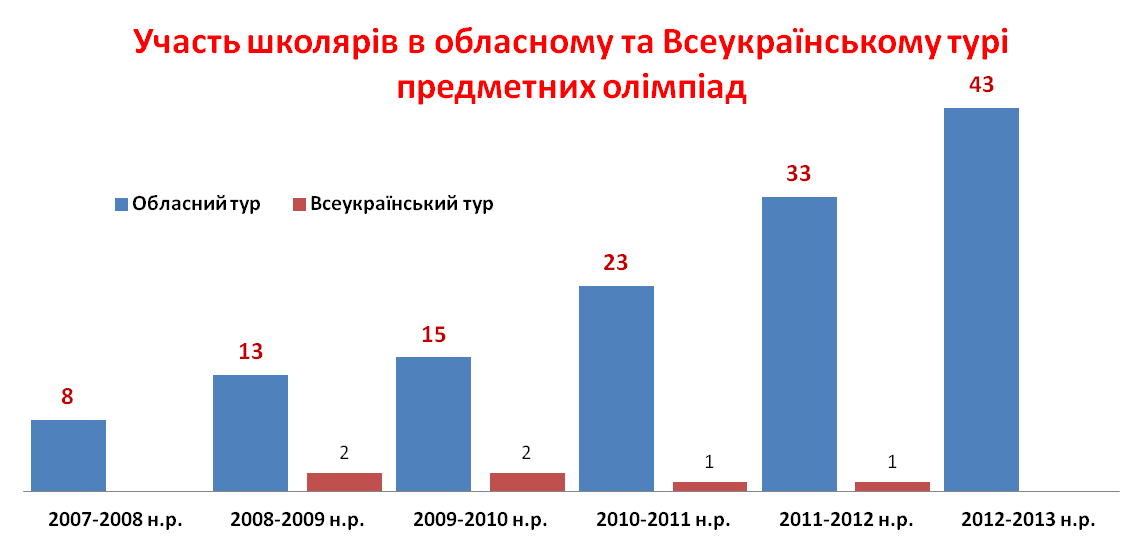 Участь школярів в обласному та Всеукраїнському турі
предметних олімпіад
Обласний тур
Всеукраїнський тур
8
13
15
23
33
43
2
2
1
1
2007-2008 н.р.
2008-2009 н.р.
2009-2010 н.р.
2010-2011 н.р.
2011-2012 н.р.
2012-2013 н.р.